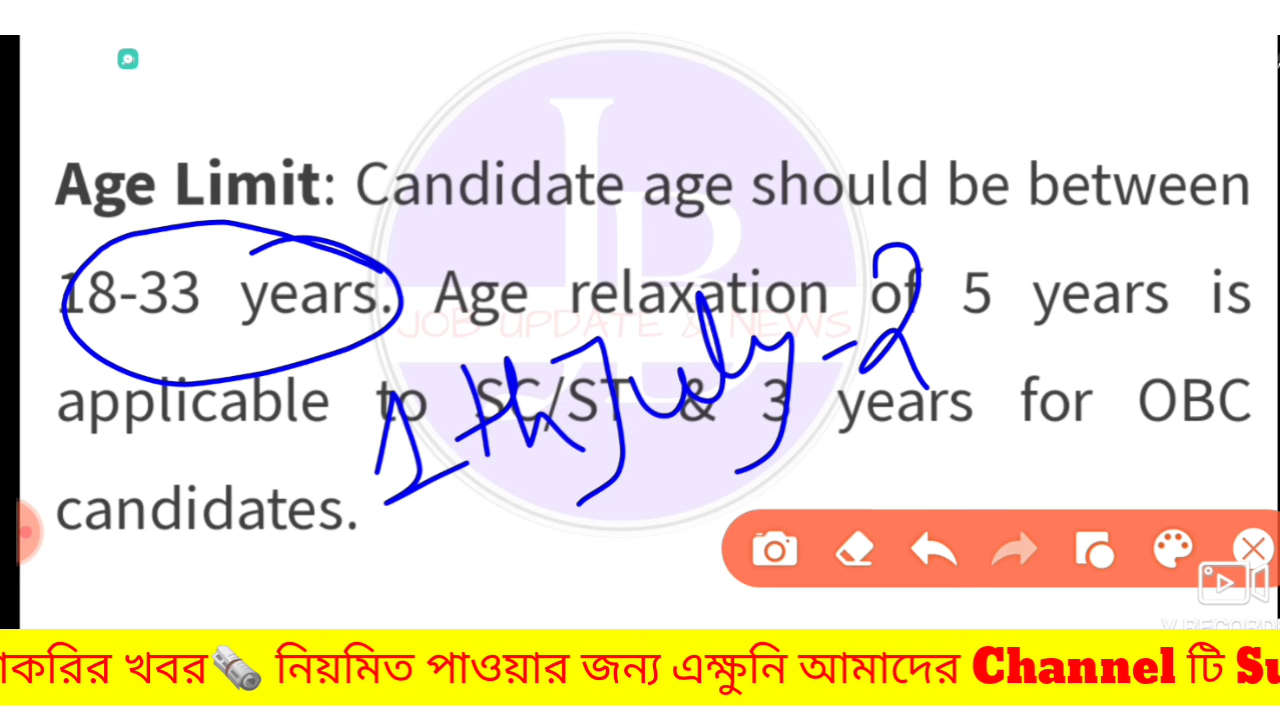 Age Limit: Candidate age should be between
18-33 years. Age relaxation of 5 years is
applicable to SC/ST & 3 years for OBC
candidates.
JOB UPDATE & NEWS
1th July-2
V RECORDE
াকরির খবর🗞️ নিয়মিত পাওয়ার জন্য এক্ষুনি আমাদের Channel টি Su